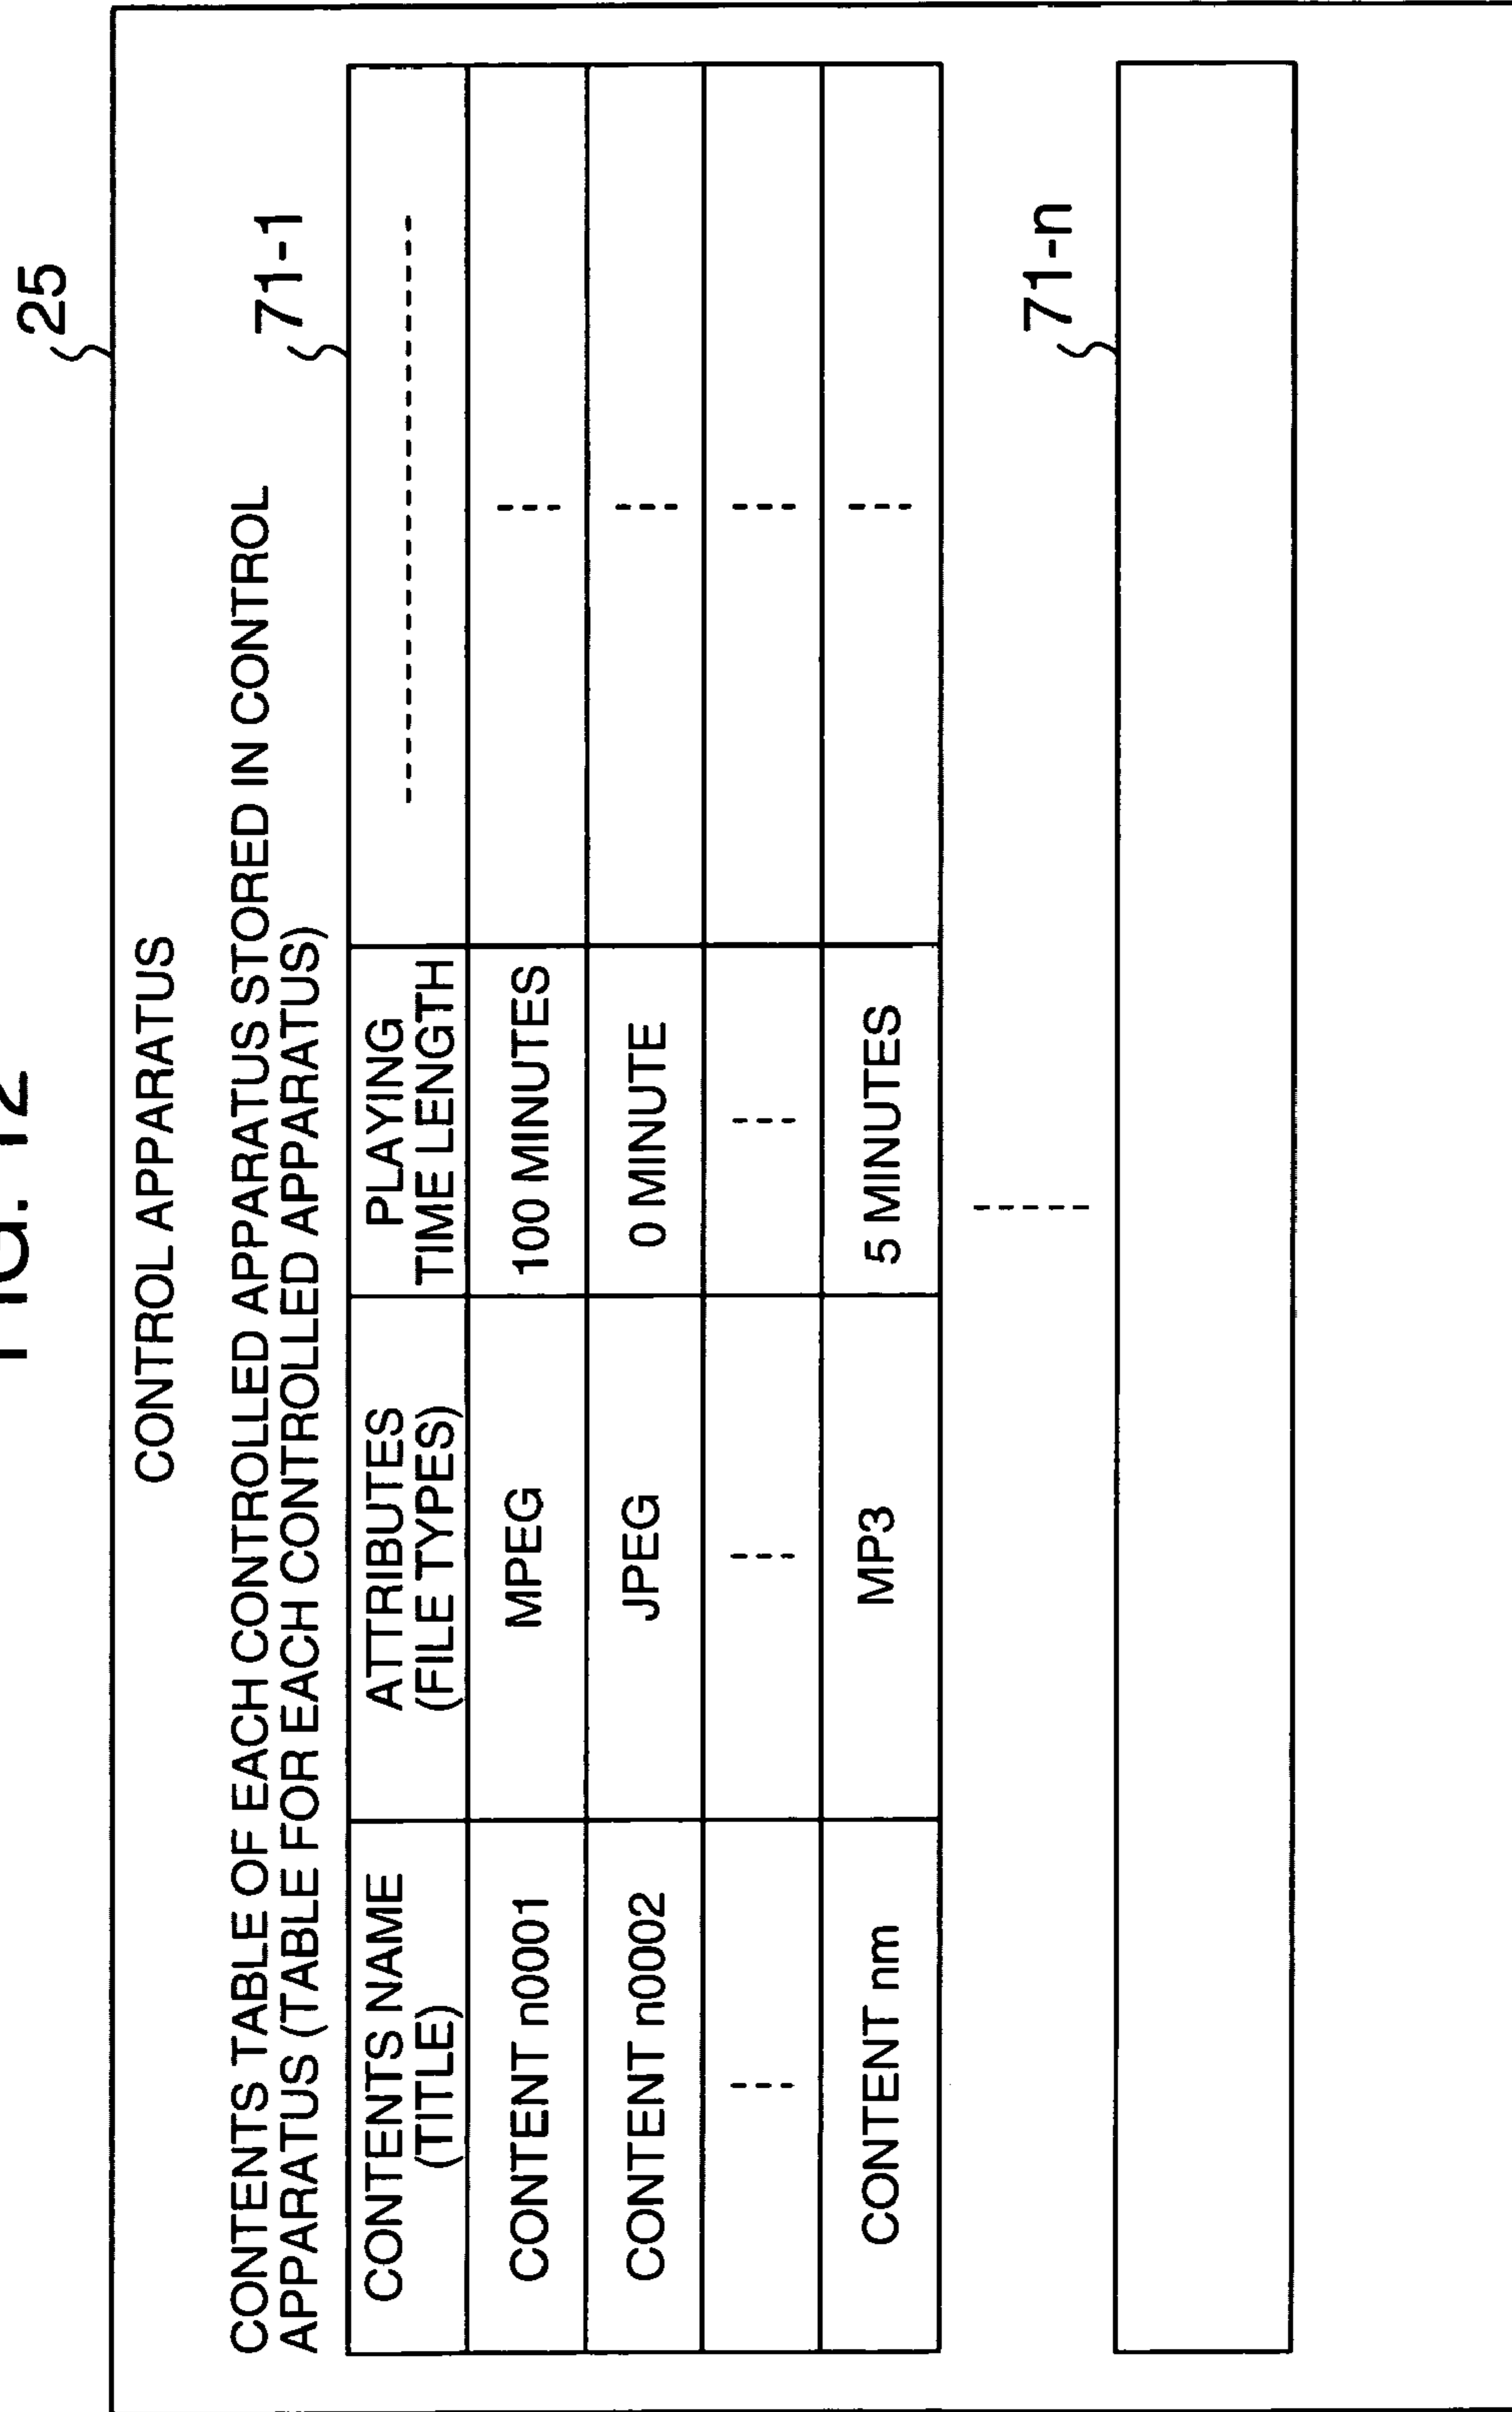 FIG. 12
25
CONTROL APPARATUS
CONTENTS TABLE OF EACH CONTROLLED APPARATUS STORED IN CONTROL
APPARATUS (TABLE FOR EACH CONTROLLED APPARATUS)
71-1
CONTENTS NAME (TITLE) ATTRIBUTES (FILE TYPES) PLAYING TIME LENGTH ------------------------
CONTENT n0001 MPEG 100 MINUTES ---
CONTENT n0002 JPEG 0 MINUTE ---
--- --- --- ---
CONTENT nm MP3 5 MINUTES ---
-----
71-n